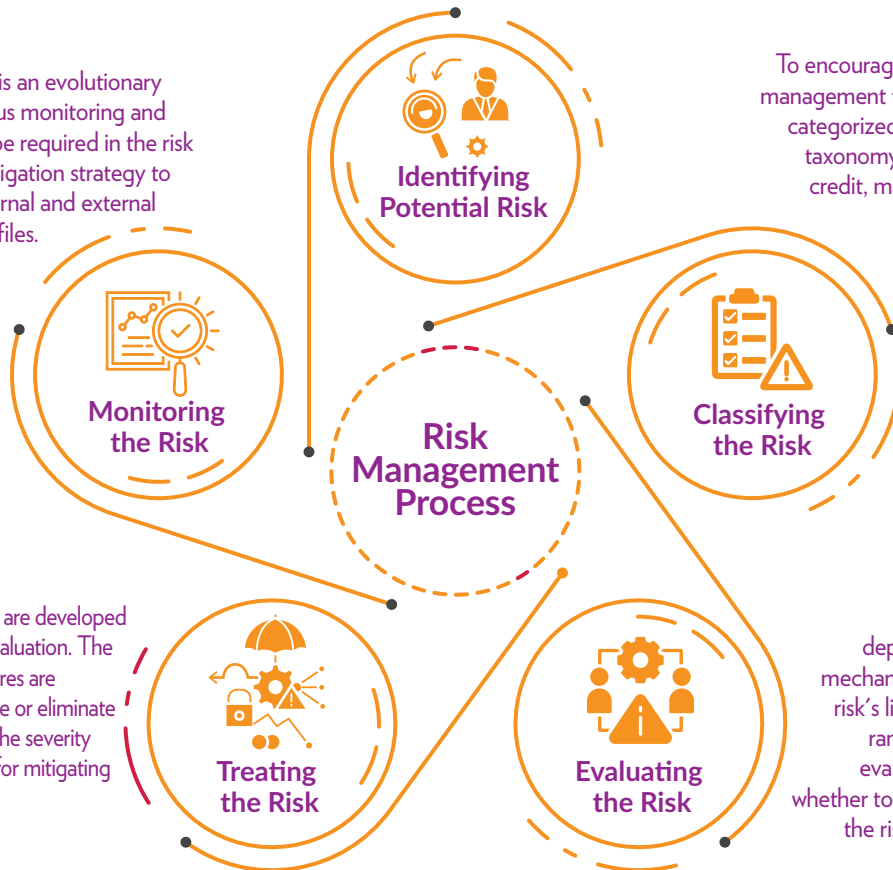 Identifying
Potential Risk
is an evolutionary
us monitoring and
be required in the risk
igation strategy to
rnal and external
files.
To encourag
management
categorized
taxonomy
credit, ma
Monitoring
the Risk
Classifying
the Risk
Risk
Management
Process
are developed
valuation. The
res are
e or eliminate
he severity
for mitigating
Treating
the Risk
Evaluating
the Risk
dep
mechan
risk's li
ran
eva
whether to
the ris